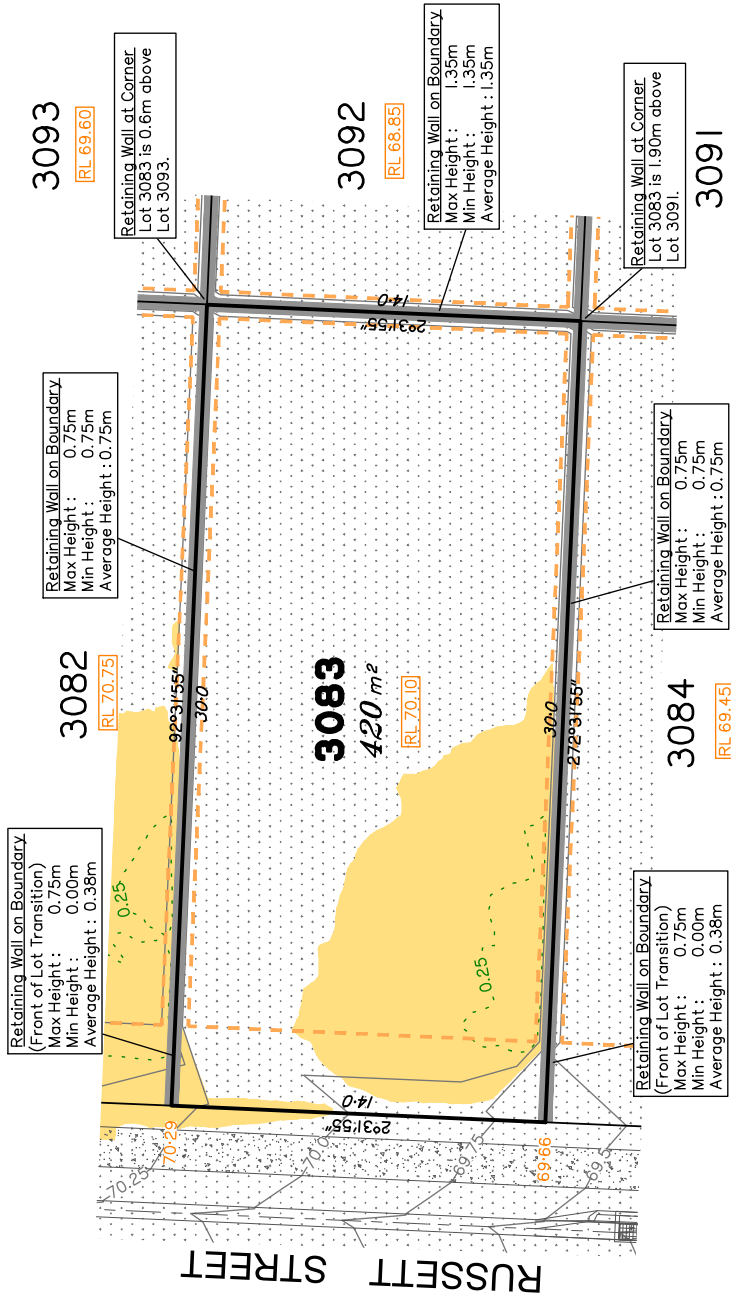 3093
RL 69.60
Retaining Wall at Corner
Lot 3083 is 0.6m above
Lot 3093.
3092
RL 68.85
Retaining Wall on Boundary
Max Height : 1.35m
Min Height : 1.35m
Average Height : 1.35m
3091
Retaining Wall at Corner
Lot 3083 is 1.90m above
Lot 3091.
14·0
2°31'55"
Retaining Wall on Boundary
Max Height : 0.75m
Min Height : 0.75m
Average Height : 0.75m
Retaining Wall on Boundary
Max Height : 0.75m
Min Height : 0.75m
Average Height : 0.75m
3082
RL 70.75
92°31'55"
30·0
3083
420 m²
RL 70.10
30·0
272°31'55"
3084
RL 69.45
Retaining Wall on Boundary
(Front of Lot Transition)
Max Height : 0.75m
Min Height : 0.00m
Average Height : 0.38m
0.25
0.25
Retaining Wall on Boundary
(Front of Lot Transition)
Max Height : 0.75m
Min Height : 0.00m
Average Height : 0.38m
14·0
2°31'55"
70·29
69·66
70.25
70.0
69.75
69.5
RUSSETT STREET